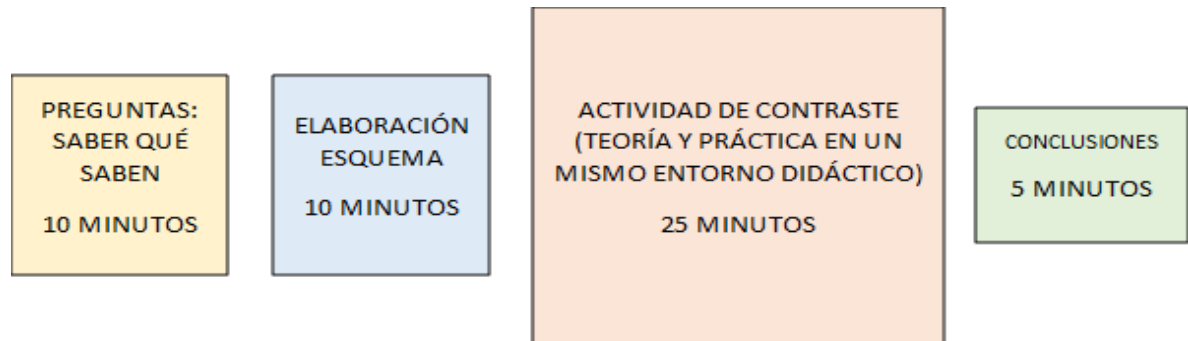 PREGUNTAS:
SABER QUÉ
SABEN
10 MINUTOS
ELABORACIÓN
ESQUEMA
10 MINUTOS
ACTIVIDAD DE CONTRASTE
(TEORÍA Y PRÁCTICA EN UN
MISMO ENTORNO DIDÁCTICO)
25 MINUTOS
CONCLUSIONES
5 MINUTOS